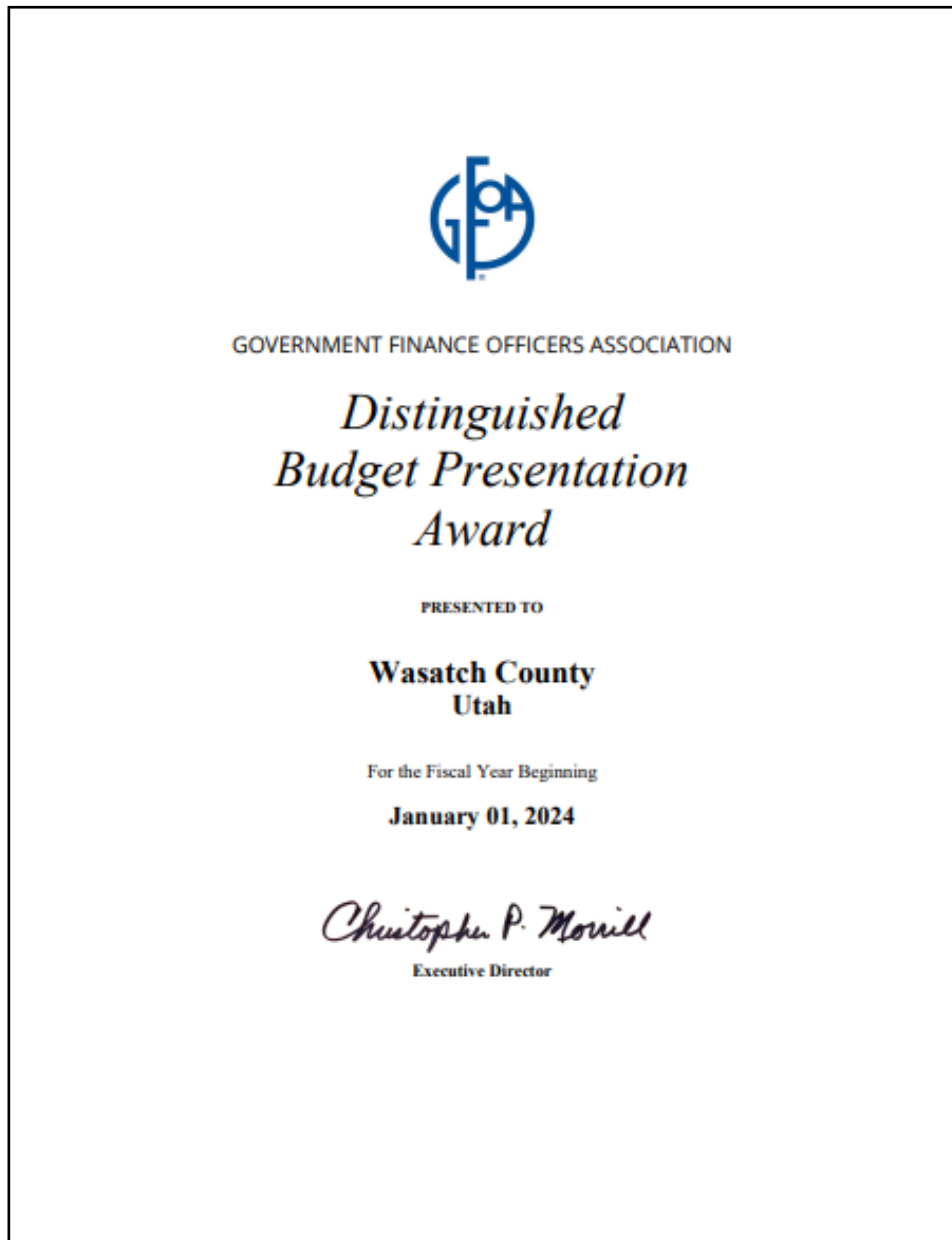 GFOA
GOVERNMENT FINANCE OFFICERS ASSOCIATION
Distinguished
Budget Presentation
Award
PRESENTED TO
Wasatch County
Utah
For the Fiscal Year Beginning
January 01, 2024
Christopher P. Morrill
Executive Director